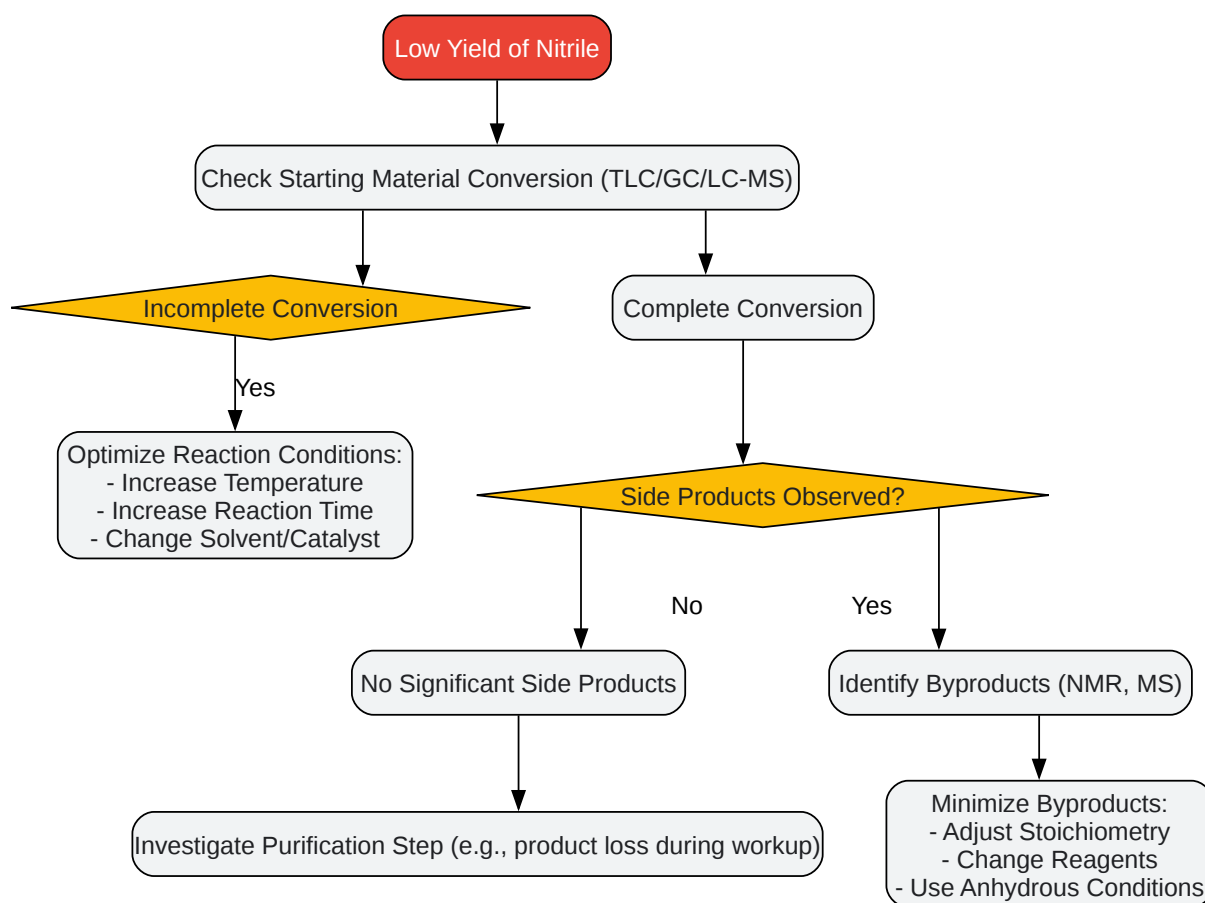 Low Yield of Nitrile
Check Starting Material Conversion (TLC/GC/LC-MS)
Incomplete Conversion
Complete Conversion
Yes
Optimize Reaction Conditions:
- Increase Temperature
- Increase Reaction Time
- Change Solvent/Catalyst
Side Products Observed?
No
Yes
No Significant Side Products
Identify Byproducts (NMR, MS)
Investigate Purification Step (e.g., product loss during workup)
Minimize Byproducts:
- Adjust Stoichiometry
- Change Reagents
- Use Anhydrous Conditions